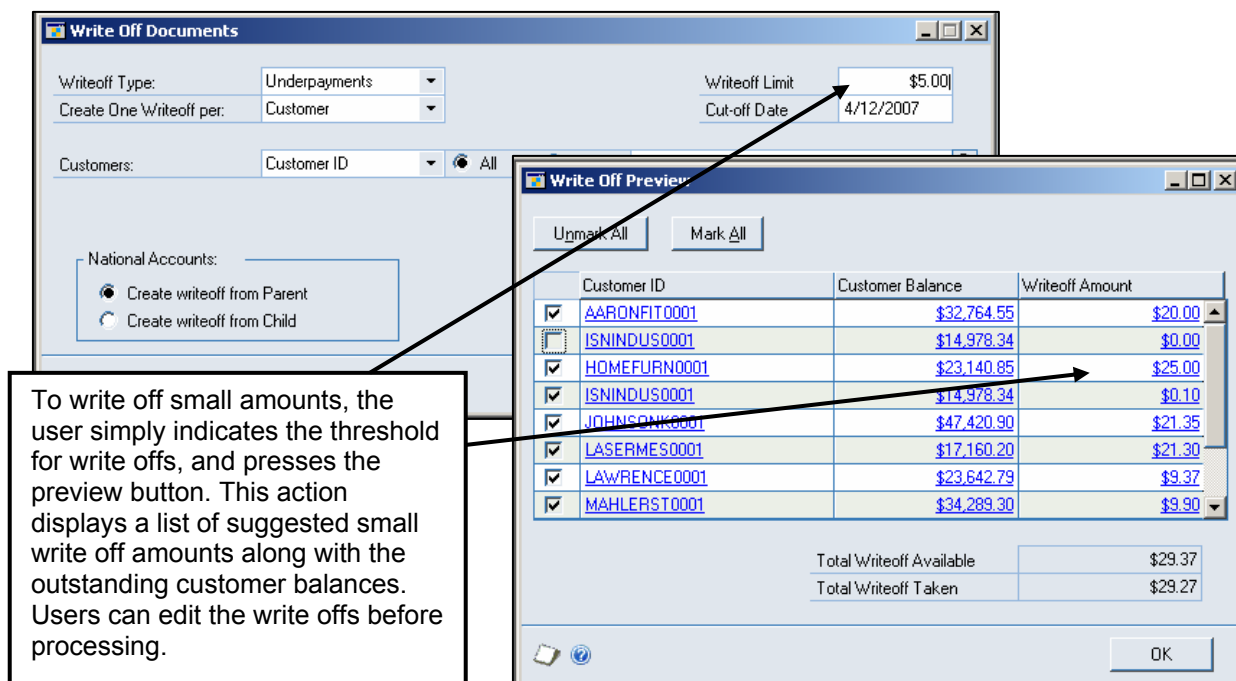 Write Off Documents
Writeoff Type: Underpayments Writeoff Limit $5.00
Create One Writeoff per: Customer Cut-off Date 4/12/2007
Customers: Customer ID All
National Accounts:
Create writeoff from Parent
Create writeoff from Child
Write Off Preview
Unmark All Mark All
Customer ID Customer Balance Writeoff Amount
AARONFIT0001 $32,764.55 $20.00
ISNINDUS0001 $14,978.34 $0.00
HOMEFURN0001 $23,140.85 $25.00
ISNINDUS0001 $14,978.34 $0.10
JOHNSONK0001 $47,420.90 $21.35
LASERMES0001 $17,160.20 $21.30
LAWRENCE0001 $23,642.79 $9.37
MAHLERST0001 $34,289.30 $9.90
Total Writeoff Available $29.37
Total Writeoff Taken $29.27
OK
To write off small amounts, the
user simply indicates the threshold
for write offs, and presses the
preview button. This action
displays a list of suggested small
write off amounts along with the
outstanding customer balances.
Users can edit the write offs before
processing.